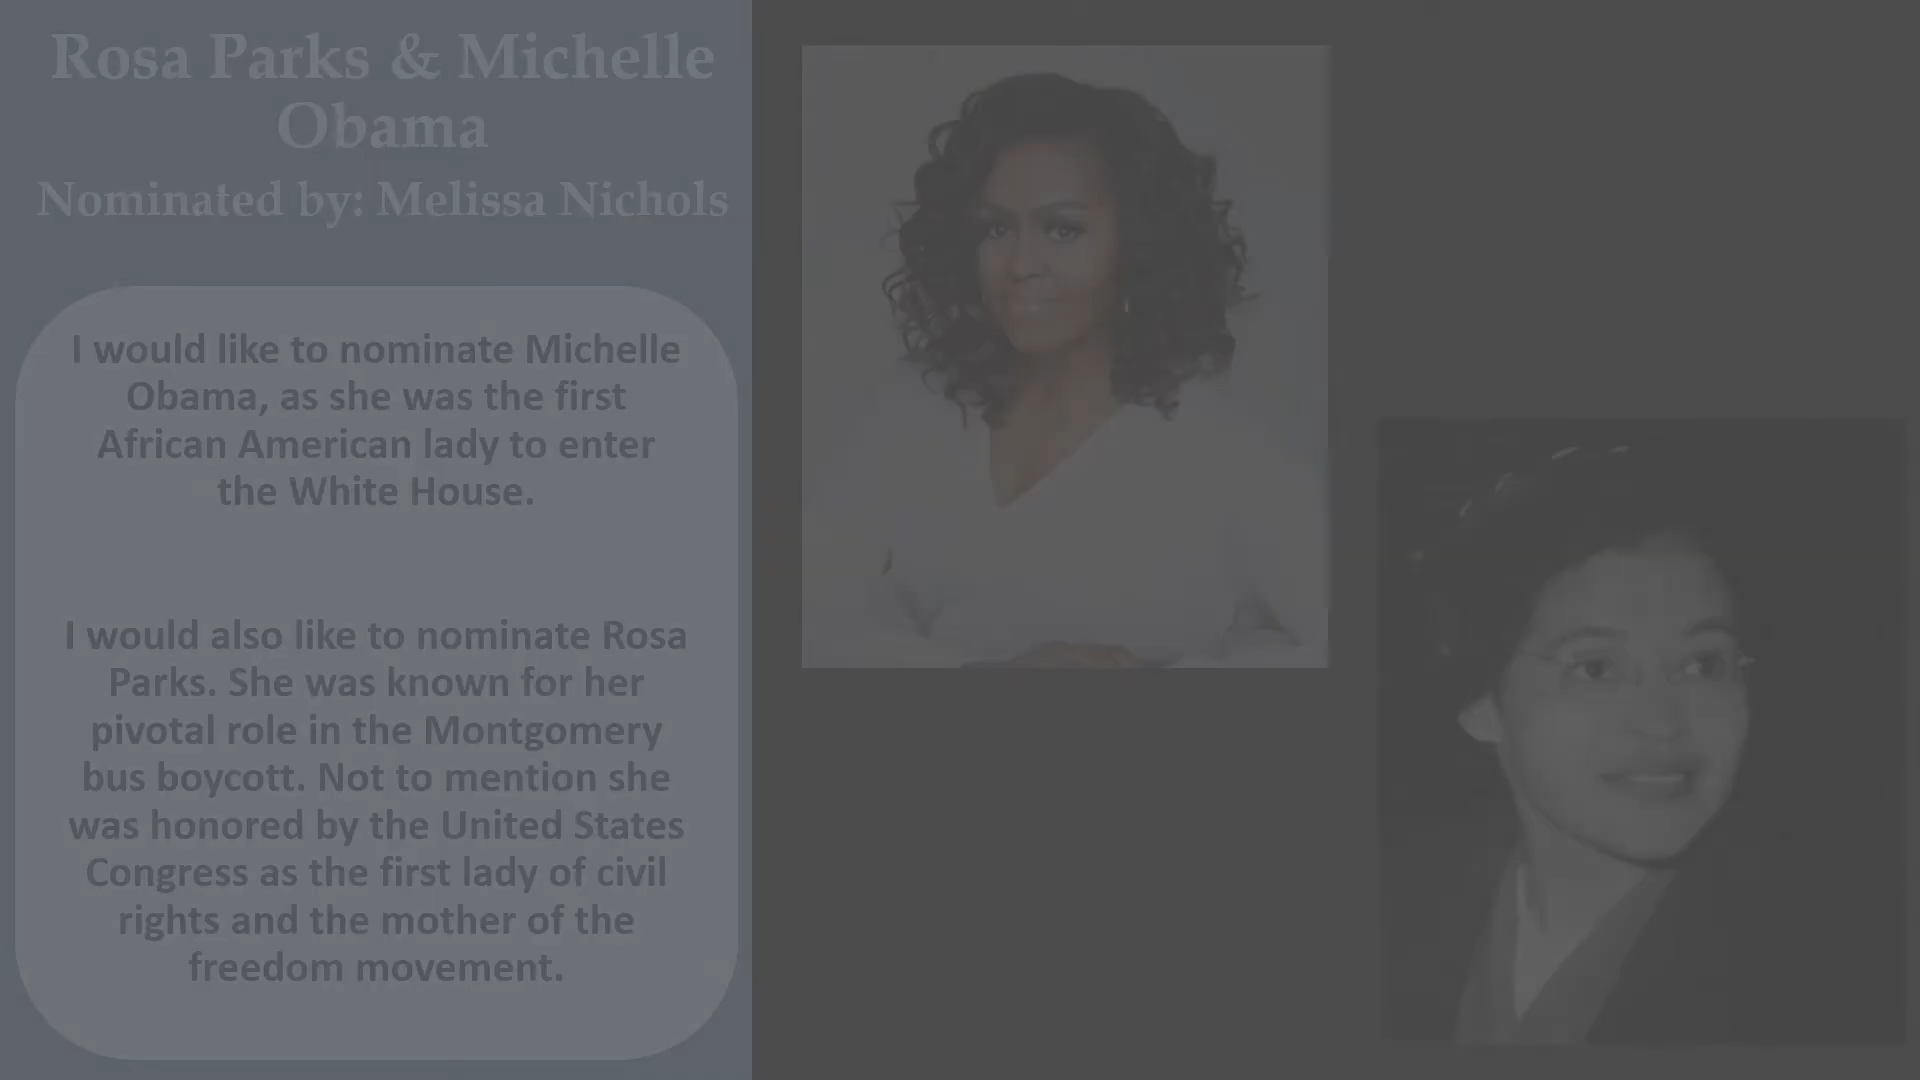 Rosa Parks & Michelle
Obama
Nominated by: Melissa Nichols
I would like to nominate Michelle
Obama, as she was the first
African American lady to enter
the White House.
I would also like to nominate Rosa
Parks. She was known for her
pivotal role in the Montgomery
bus boycott. Not to mention she
was honored by the United States
Congress as the first lady of civil
rights and the mother of the
freedom movement.